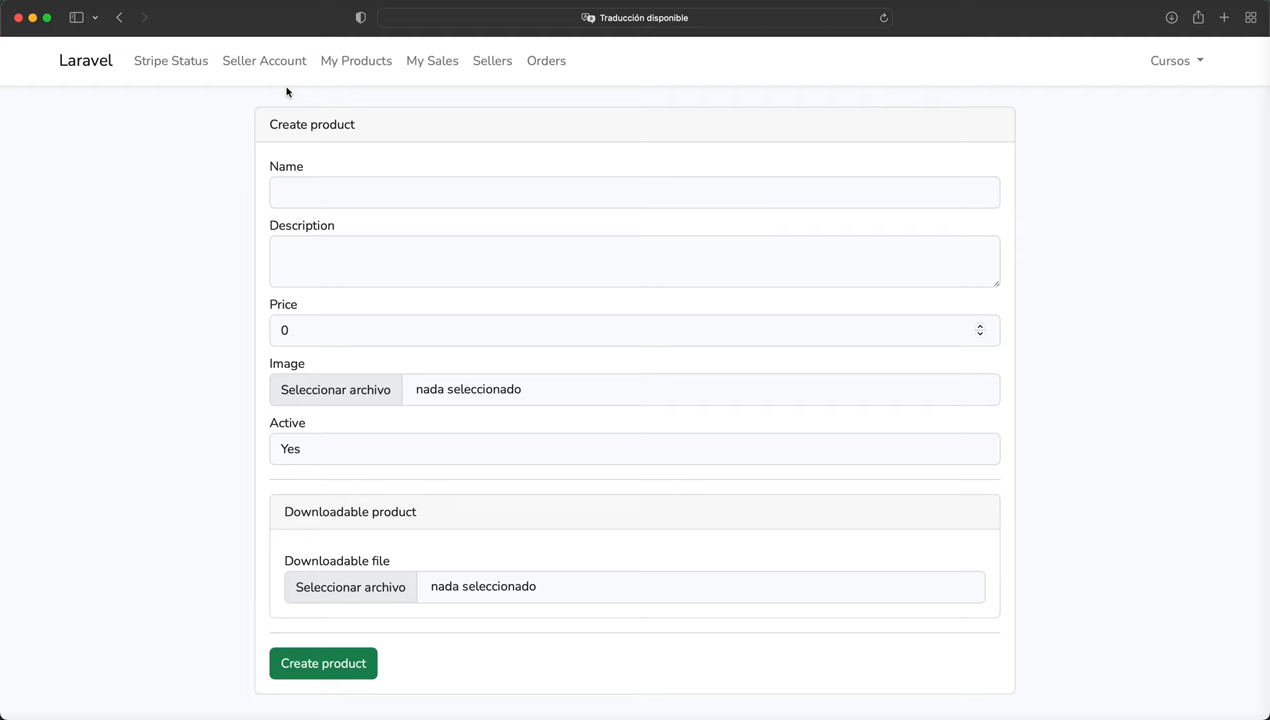 Traducción disponible
Laravel Stripe Status Seller Account My Products My Sales Sellers Orders Cursos
Create product
Name
Description
Price
0
Image
Seleccionar archivo nada seleccionado
Active
Yes
Downloadable product
Downloadable file
Seleccionar archivo nada seleccionado
Create product